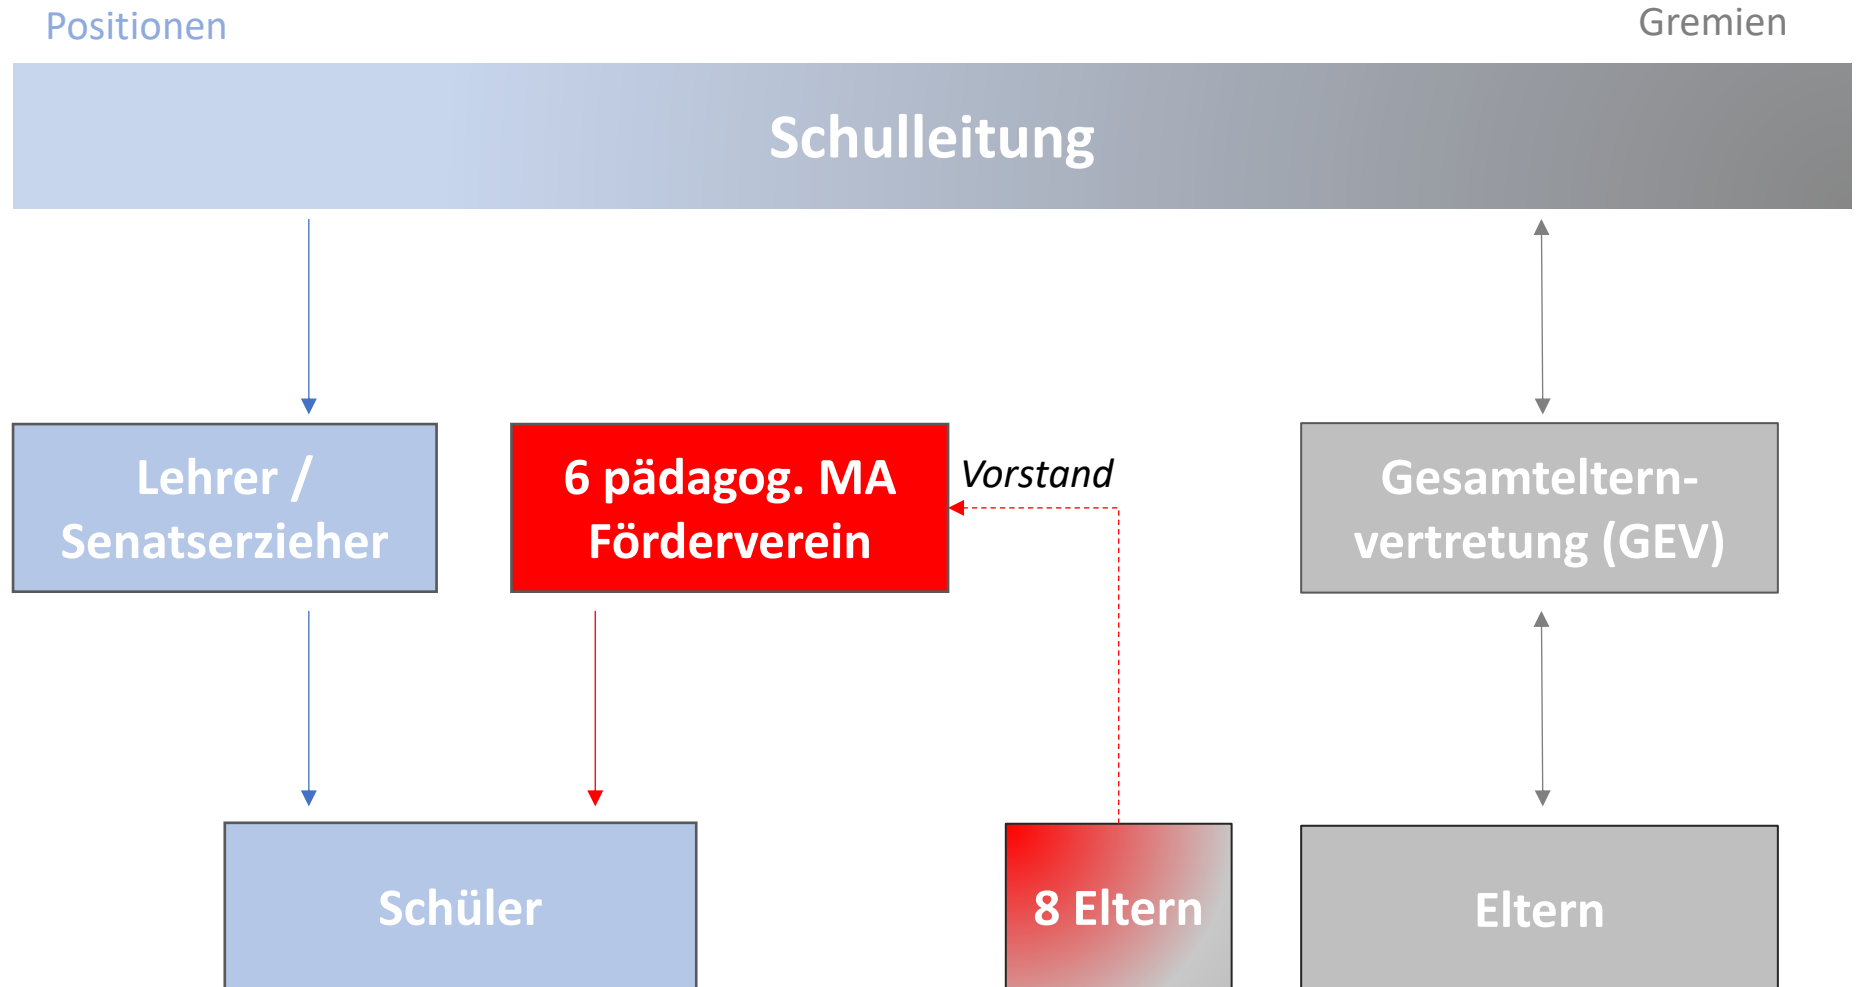 Positionen
Gremien
Schulleitung
Lehrer /
Senatserzieher
6 pädagog. MA
Förderverein
Vorstand
Gesamteltern-
vertretung (GEV)
Schüler
8 Eltern
Eltern